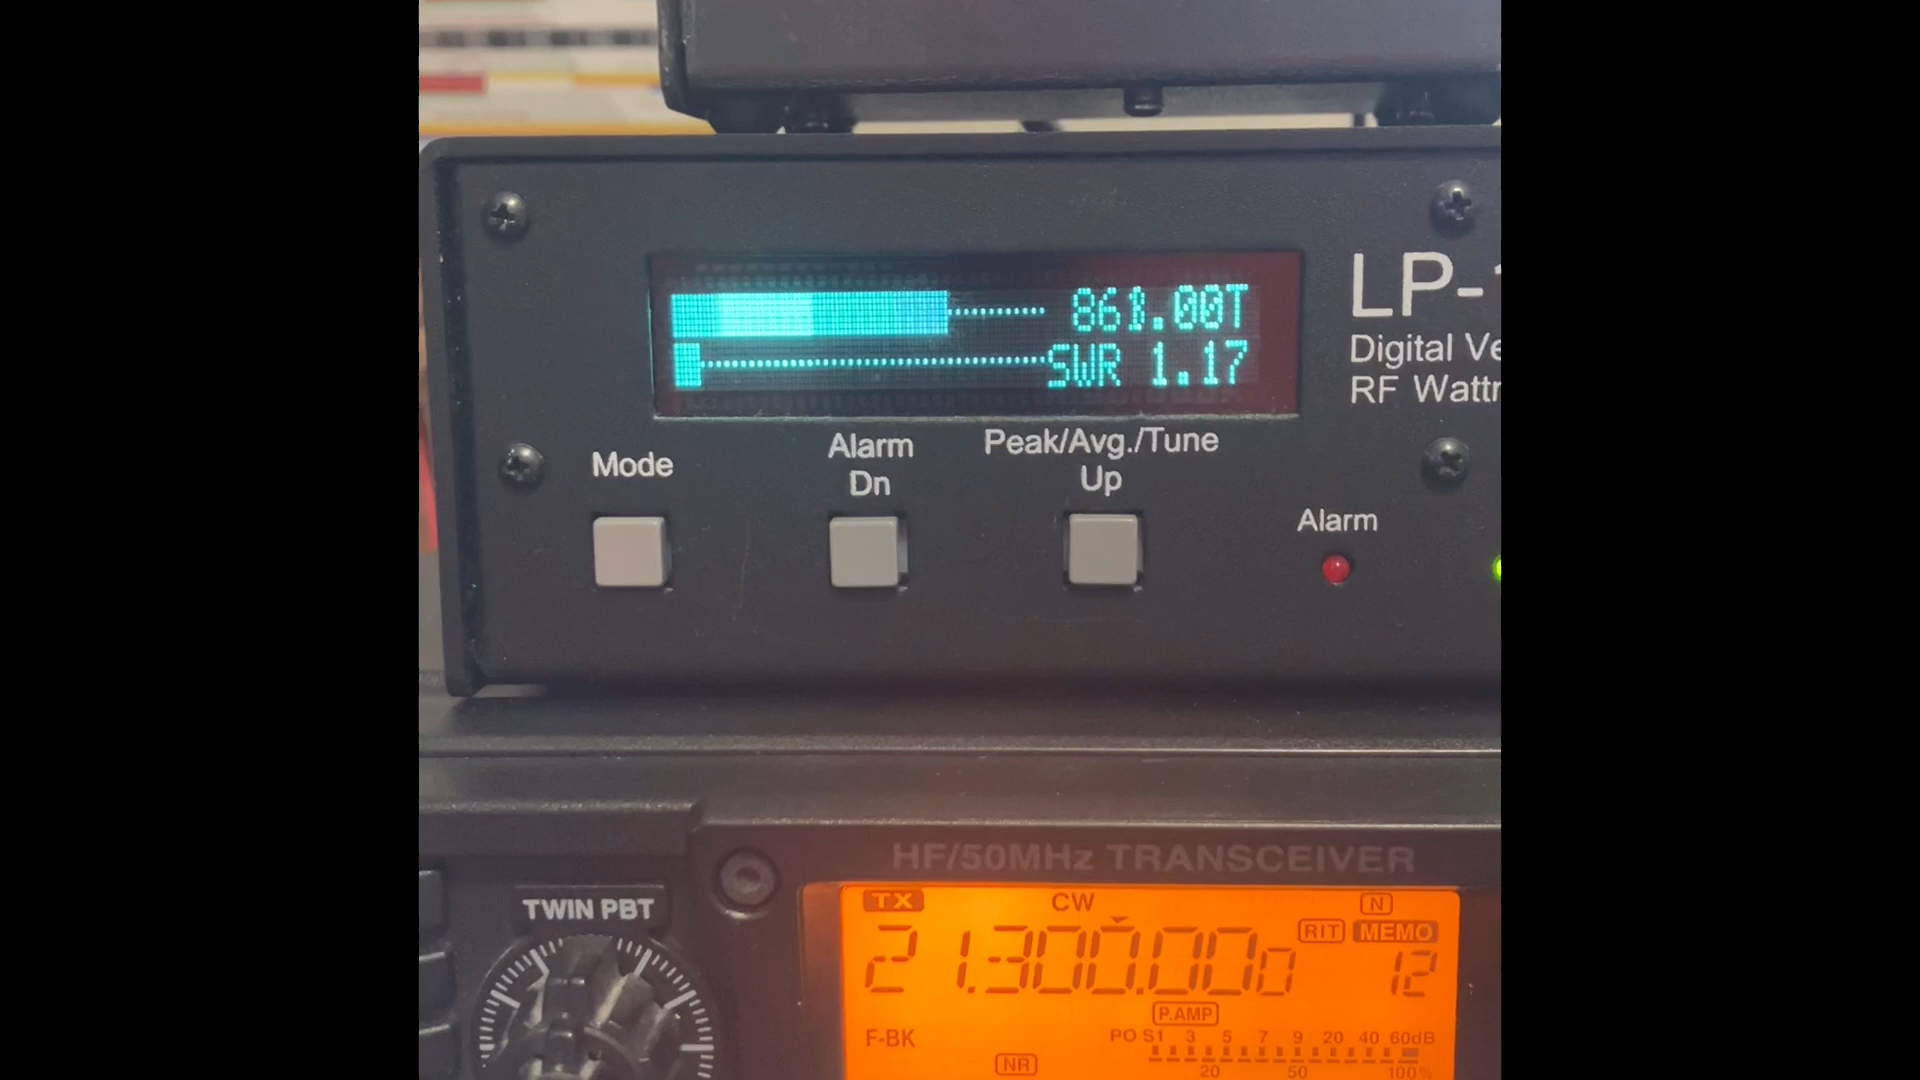 LP-
Digital Ve
RF Wattr
SWR 1.17
Mode
Alarm
Dn
Peak/Avg./Tune
Up
Alarm
HF/50MHz TRANSCEIVER
TWIN PBT
TX CW N
21.300.000 RIT MEMO
12
P.AMP
F-BK PO S1 3 5 7 9 20 40 60dB
NR 20 50 100%